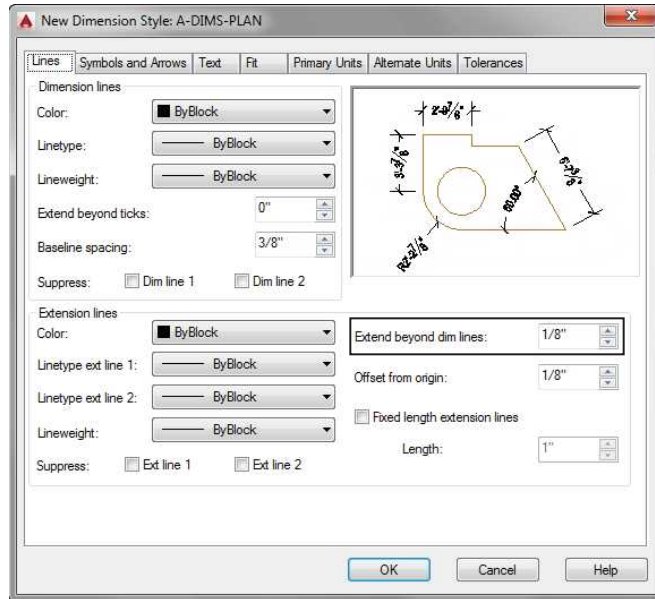 New Dimension Style: A-DIMS-PLAN
Lines Symbols and Arrows Text Fit Primary Units Alternate Units Tolerances
Dimension lines
Color: ByBlock
Linetype: ByBlock
Lineweight: ByBlock
Extend beyond ticks: 0"
Baseline spacing: 3/8"
Suppress: Dim line 1 Dim line 2
60.00°
Extension lines
Color: ByBlock
Linetype ext line 1: ByBlock
Linetype ext line 2: ByBlock
Lineweight: ByBlock
Suppress: Ext line 1 Ext line 2
Extend beyond dim lines: 1/8"
Offset from origin: 1/8"
Fixed length extension lines
Length: 1"
OK Cancel Help